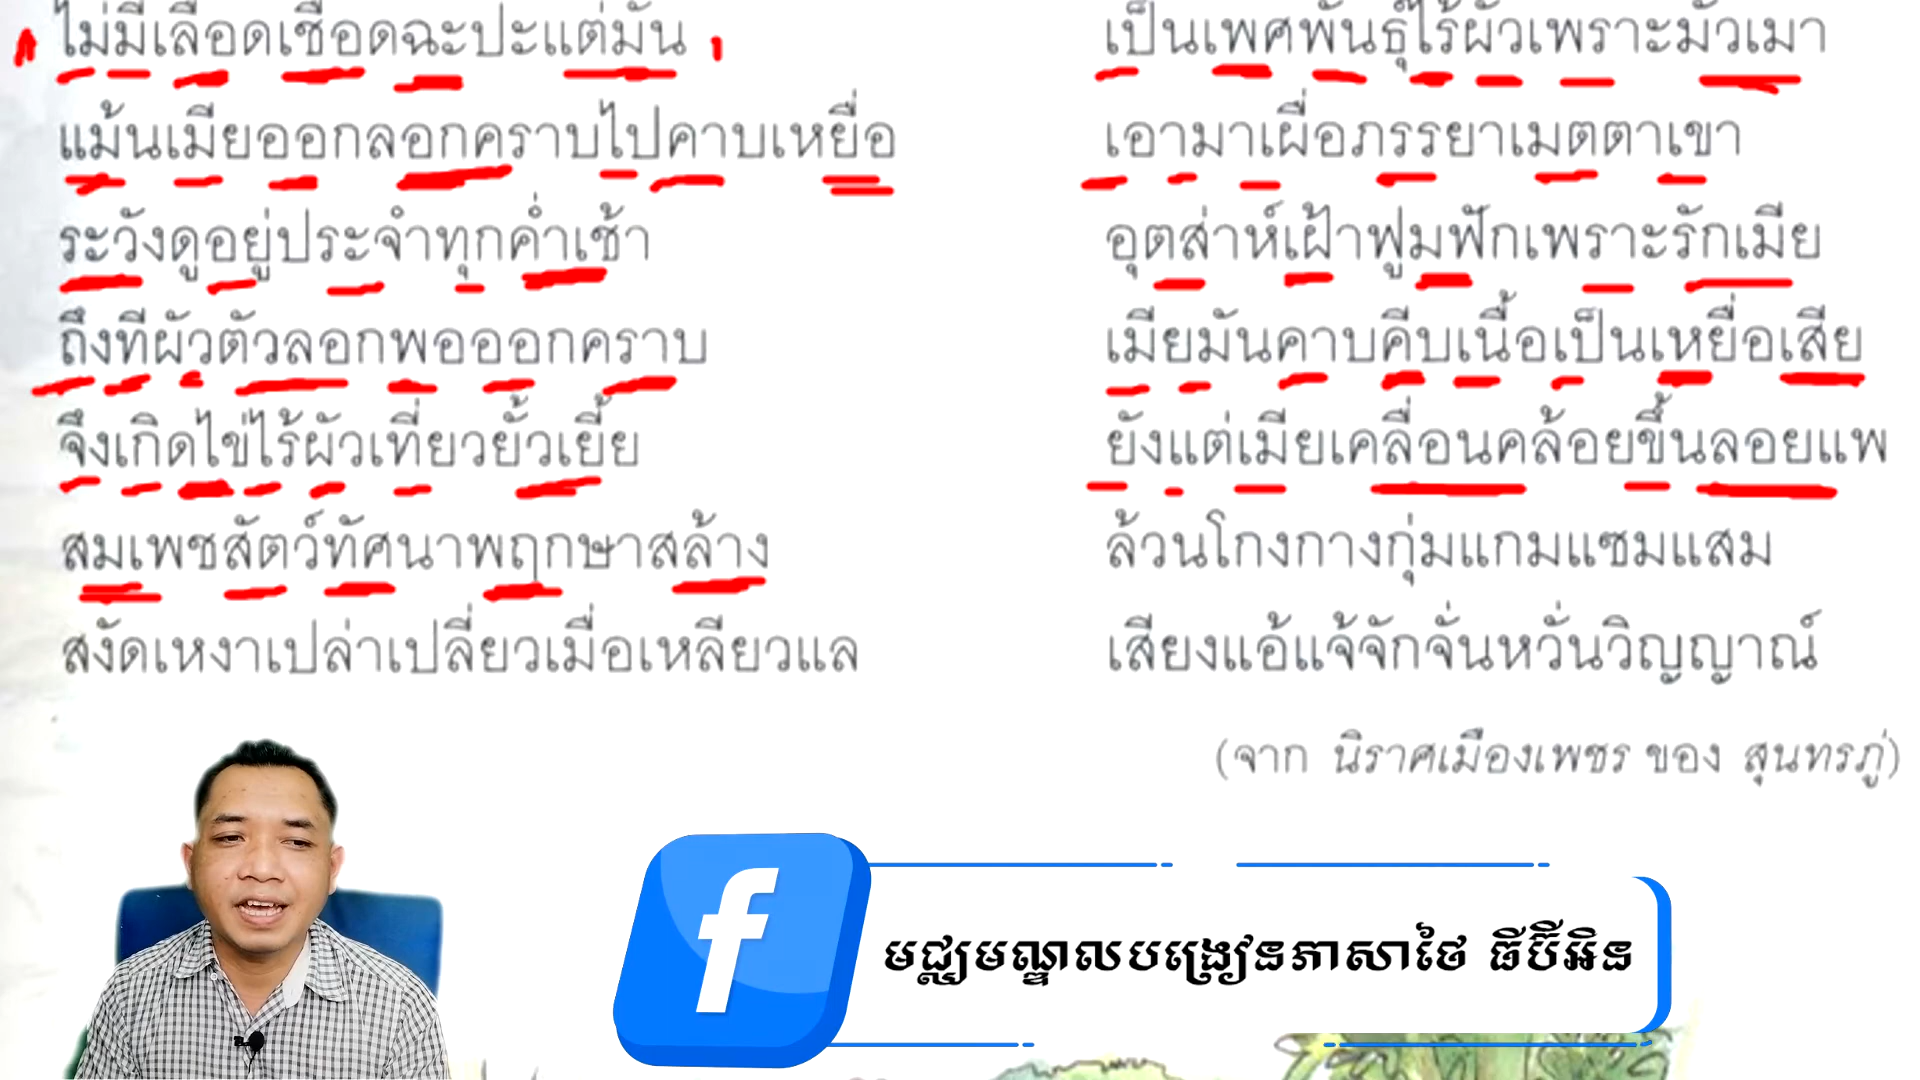 ไม่มีเลือดเชือดฉะปะแต่มัน เป็นเพศพันธุ์ไร้ผัวเพราะมัวเมา
แม้นเมียออกลอกคราบไปคาบเหยื่อ เอามาเผื่อภรรยาเมตตาเขา
ระวังดูอยู่ประจำทุกค่ำเช้า อุตส่าห์เฝ้าฟูมฟักเพราะรักเมีย
ถึงทีผัวตัวลอกพอออกคราบ เมียมันคาบคีบเนื้อเป็นเหยื่อเสีย
จึงเกิดไข่ไร้ผัวเที่ยวยั้วเยี้ย ยังแต่เมียเคลื่อนคล้อยขึ้นลอยแพ
สมเพชสัตว์ทัศนาพฤกษาสล้าง ล้วนโกงกางกุ่มแกมแซมแสม
สงัดเหงาเปล่าเปลี่ยวเมื่อเหลียวแล เสียงแอ้แจ้จักจั่นหวั่นวิญญาณ์
(จาก นิราศเมืองเพชร ของ สุนทรภู่)
f
មជ្ឈមណ្ឌលបង្រៀនភាសាថៃ ធីប៊ីអិន